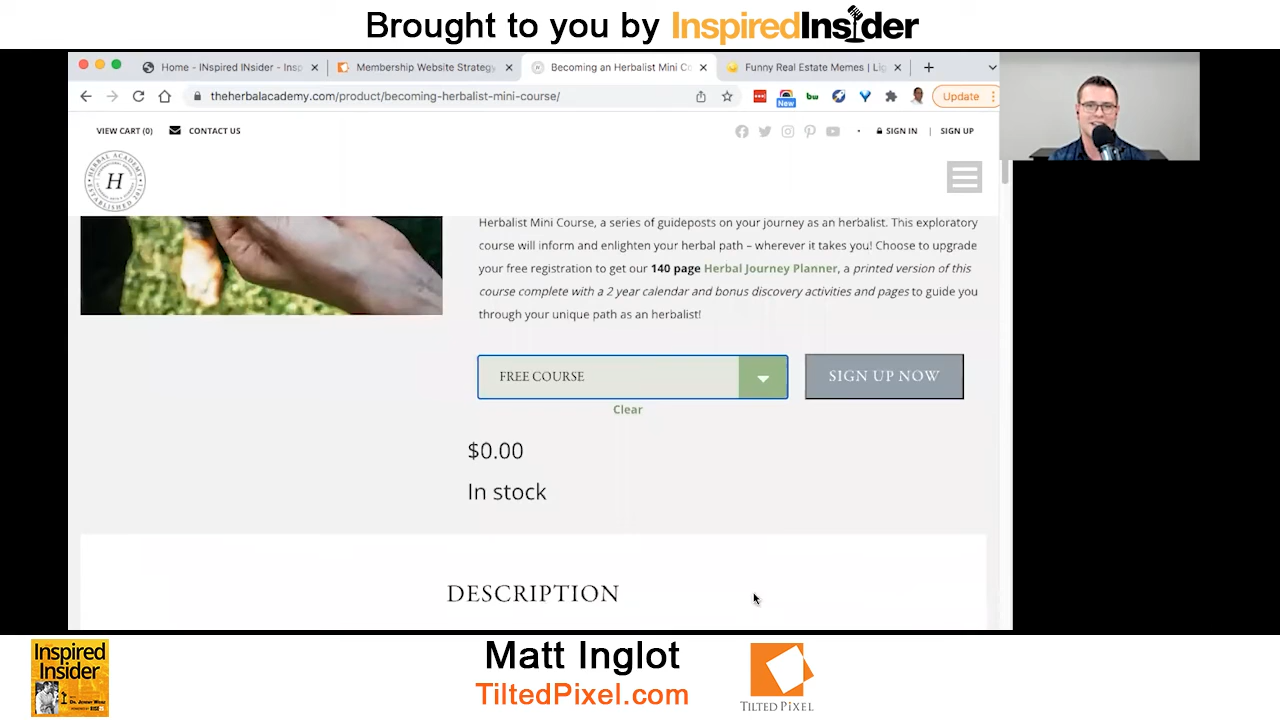 Brought to you by InspiredInsider
Home - INspired INsider - Insp
Membership Website Strategy
Becoming an Herbalist Mini Co
Funny Real Estate Memes | Lig
theherbalacademy.com/product/becoming-herbalist-mini-course/
New
bw
Update
VIEW CART (0)
CONTACT US
SIGN IN | SIGN UP
HERBAL ACADEMY
H
Herbalist Mini Course, a series of guideposts on your journey as an herbalist. This exploratory
course will inform and enlighten your herbal path – wherever it takes you! Choose to upgrade
your free registration to get our 140 page Herbal Journey Planner, a printed version of this
course complete with a 2 year calendar and bonus discovery activities and pages to guide you
through your unique path as an herbalist!
FREE COURSE
SIGN UP NOW
Clear
$0.00
In stock
DESCRIPTION
Inspired
Insider
Matt Inglot
TiltedPixel.com
TILTED PIXEL